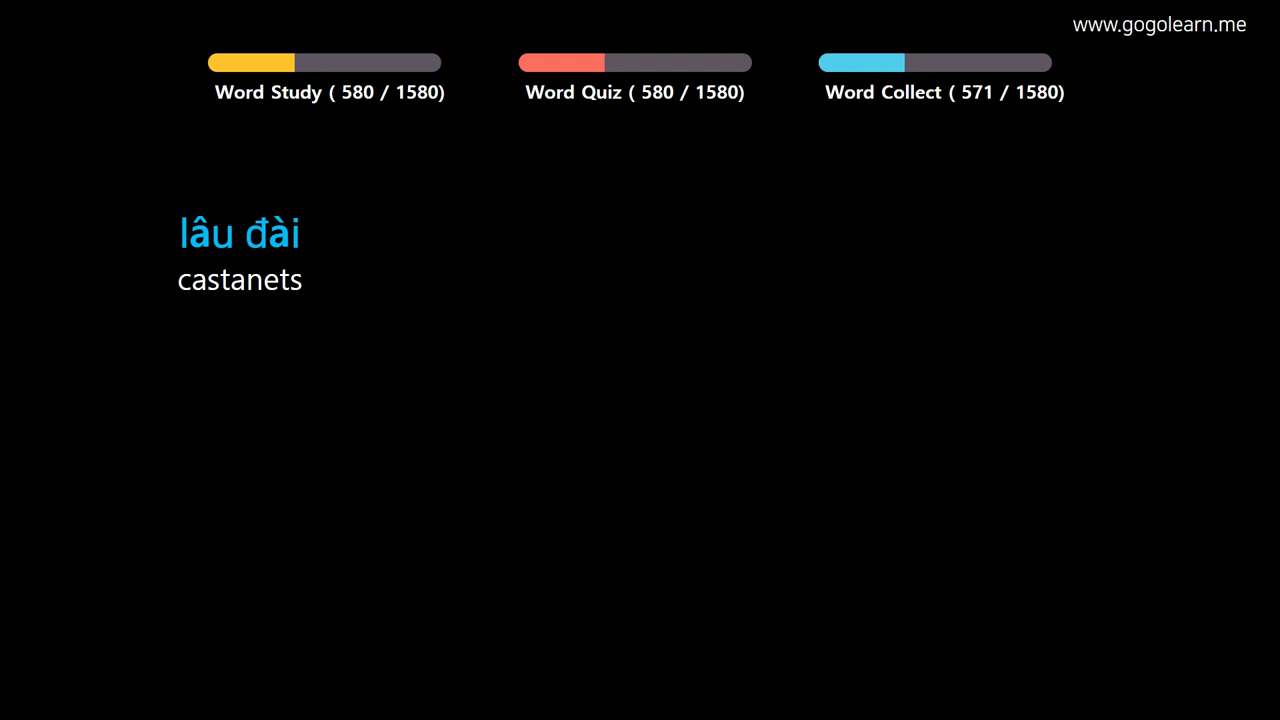 www.gogolearn.me
Word Study ( 580 / 1580)
Word Quiz ( 580 / 1580)
Word Collect ( 571 / 1580)
lâu đài
castanets